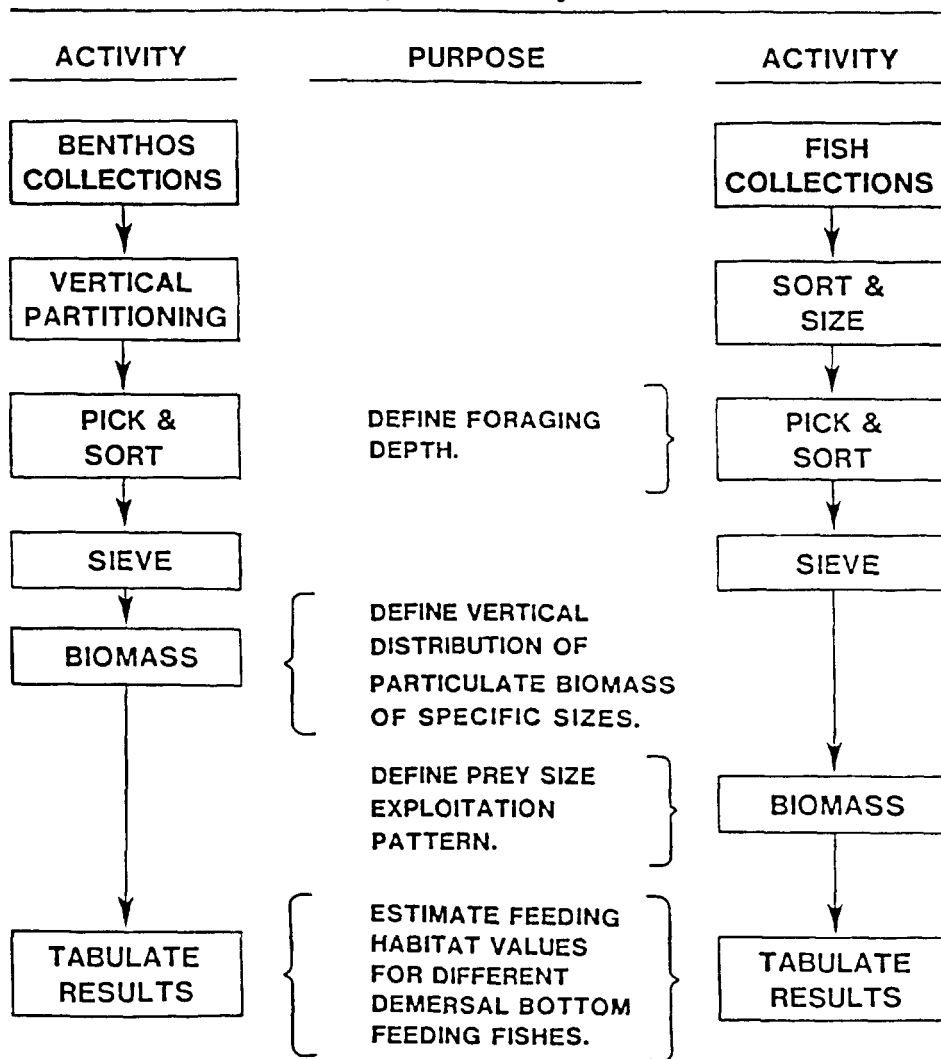 ACTIVITY
PURPOSE
ACTIVITY
BENTHOS
COLLECTIONS
VERTICAL
PARTITIONING
PICK &
SORT
SIEVE
BIOMASS
TABULATE
RESULTS
DEFINE FORAGING
DEPTH.
DEFINE VERTICAL
DISTRIBUTION OF
PARTICULATE BIOMASS
OF SPECIFIC SIZES.
DEFINE PREY SIZE
EXPLOITATION
PATTERN.
ESTIMATE FEEDING
HABITAT VALUES
FOR DIFFERENT
DEMERSAL BOTTOM
FEEDING FISHES.
FISH
COLLECTIONS
SORT &
SIZE
PICK &
SORT
SIEVE
BIOMASS
TABULATE
RESULTS